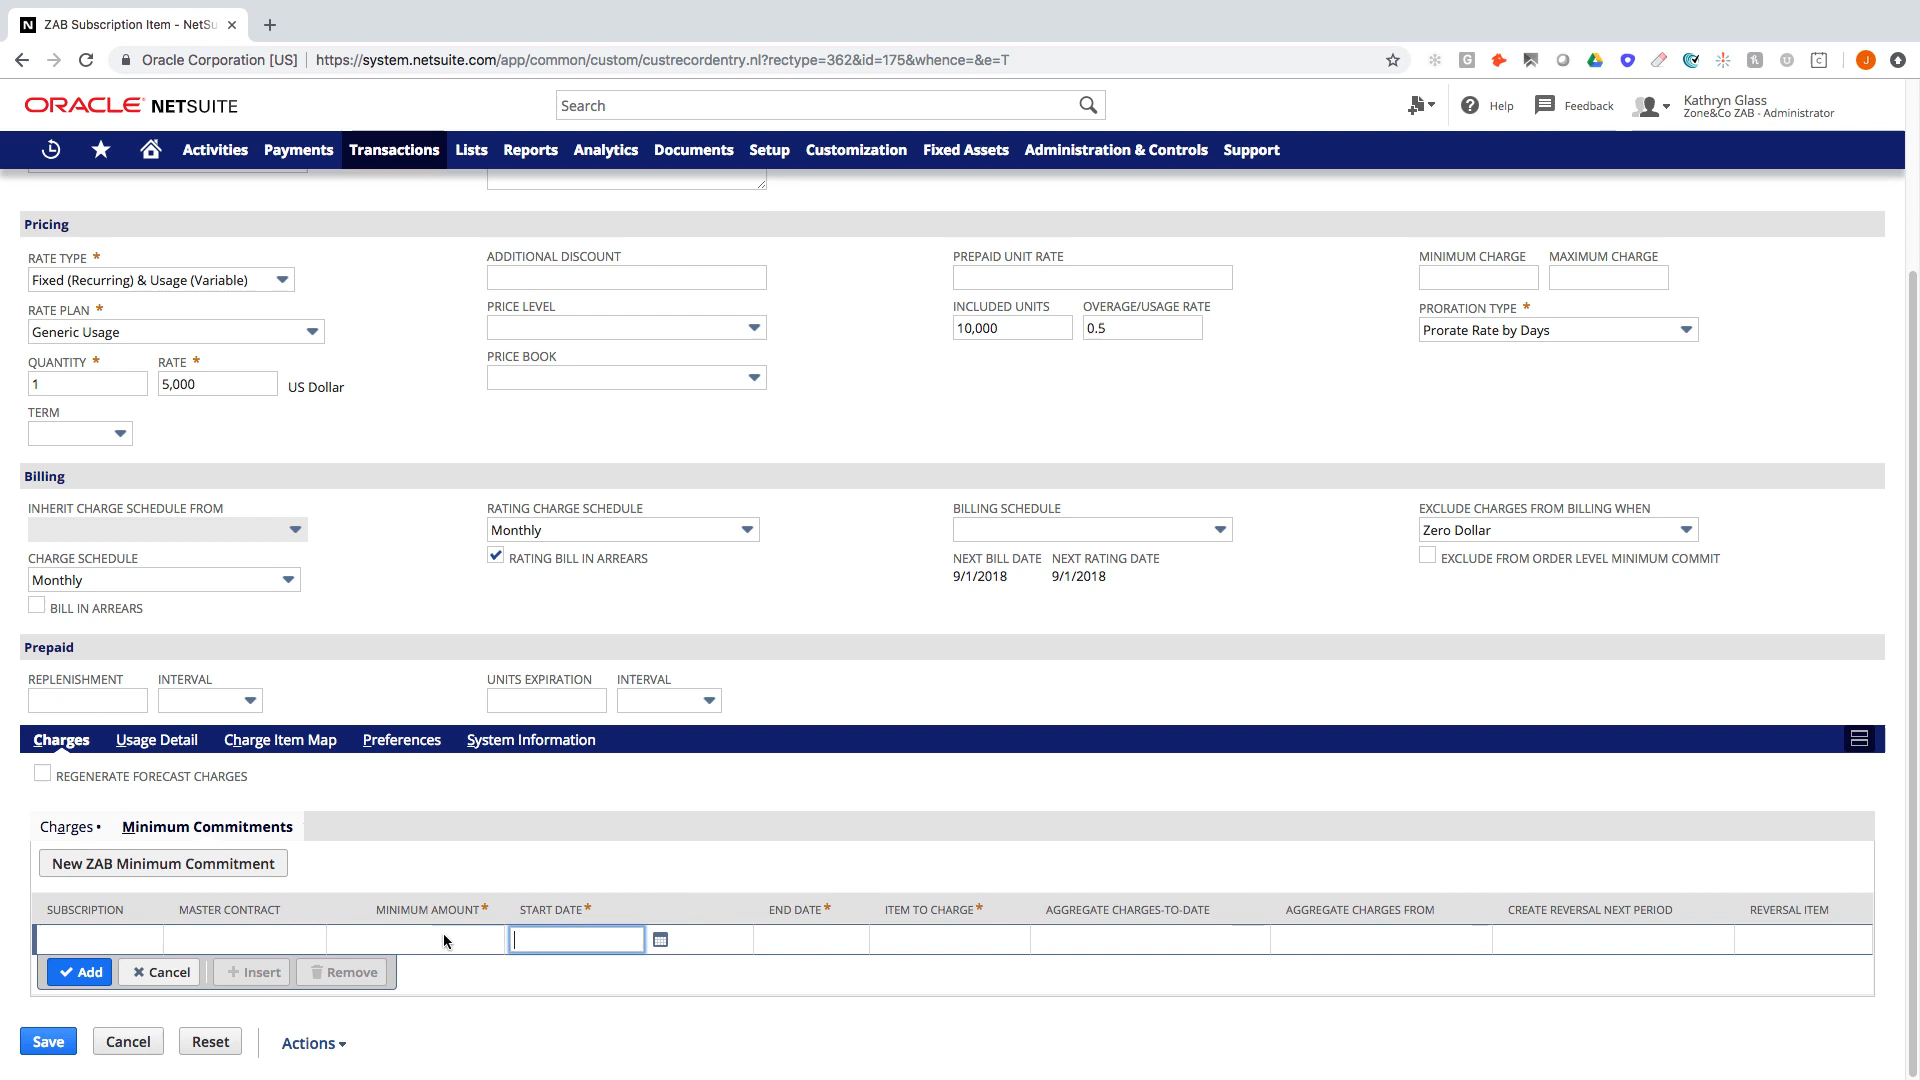 ZAB Subscription Item - NetSu
Oracle Corporation [US] https://system.netsuite.com/app/common/custom/custrecordentry.nl?rectype=362&id=175&whence=&e=T
ORACLE NETSUITE
Search
Help
Feedback
Kathryn Glass
Zone&Co ZAB - Administrator
Activities Payments Transactions Lists Reports Analytics Documents Setup Customization Fixed Assets Administration & Controls Support
Pricing
RATE TYPE *
Fixed (Recurring) & Usage (Variable)
RATE PLAN *
Generic Usage
QUANTITY * RATE *
1 5,000 US Dollar
TERM
ADDITIONAL DISCOUNT
PRICE LEVEL
PRICE BOOK
PREPAID UNIT RATE
INCLUDED UNITS OVERAGE/USAGE RATE
10,000 0.5
MINIMUM CHARGE MAXIMUM CHARGE
PRORATION TYPE *
Prorate Rate by Days
Billing
INHERIT CHARGE SCHEDULE FROM
CHARGE SCHEDULE
Monthly
BILL IN ARREARS
RATING CHARGE SCHEDULE
Monthly
RATING BILL IN ARREARS
BILLING SCHEDULE
NEXT BILL DATE NEXT RATING DATE
9/1/2018 9/1/2018
EXCLUDE CHARGES FROM BILLING WHEN
Zero Dollar
EXCLUDE FROM ORDER LEVEL MINIMUM COMMIT
Prepaid
REPLENISHMENT INTERVAL
UNITS EXPIRATION INTERVAL
Charges Usage Detail Charge Item Map Preferences System Information
REGENERATE FORECAST CHARGES
Charges • Minimum Commitments
New ZAB Minimum Commitment
SUBSCRIPTION MASTER CONTRACT MINIMUM AMOUNT* START DATE* END DATE* ITEM TO CHARGE* AGGREGATE CHARGES-TO-DATE AGGREGATE CHARGES FROM CREATE REVERSAL NEXT PERIOD REVERSAL ITEM
Add Cancel Insert Remove
Save Cancel Reset Actions